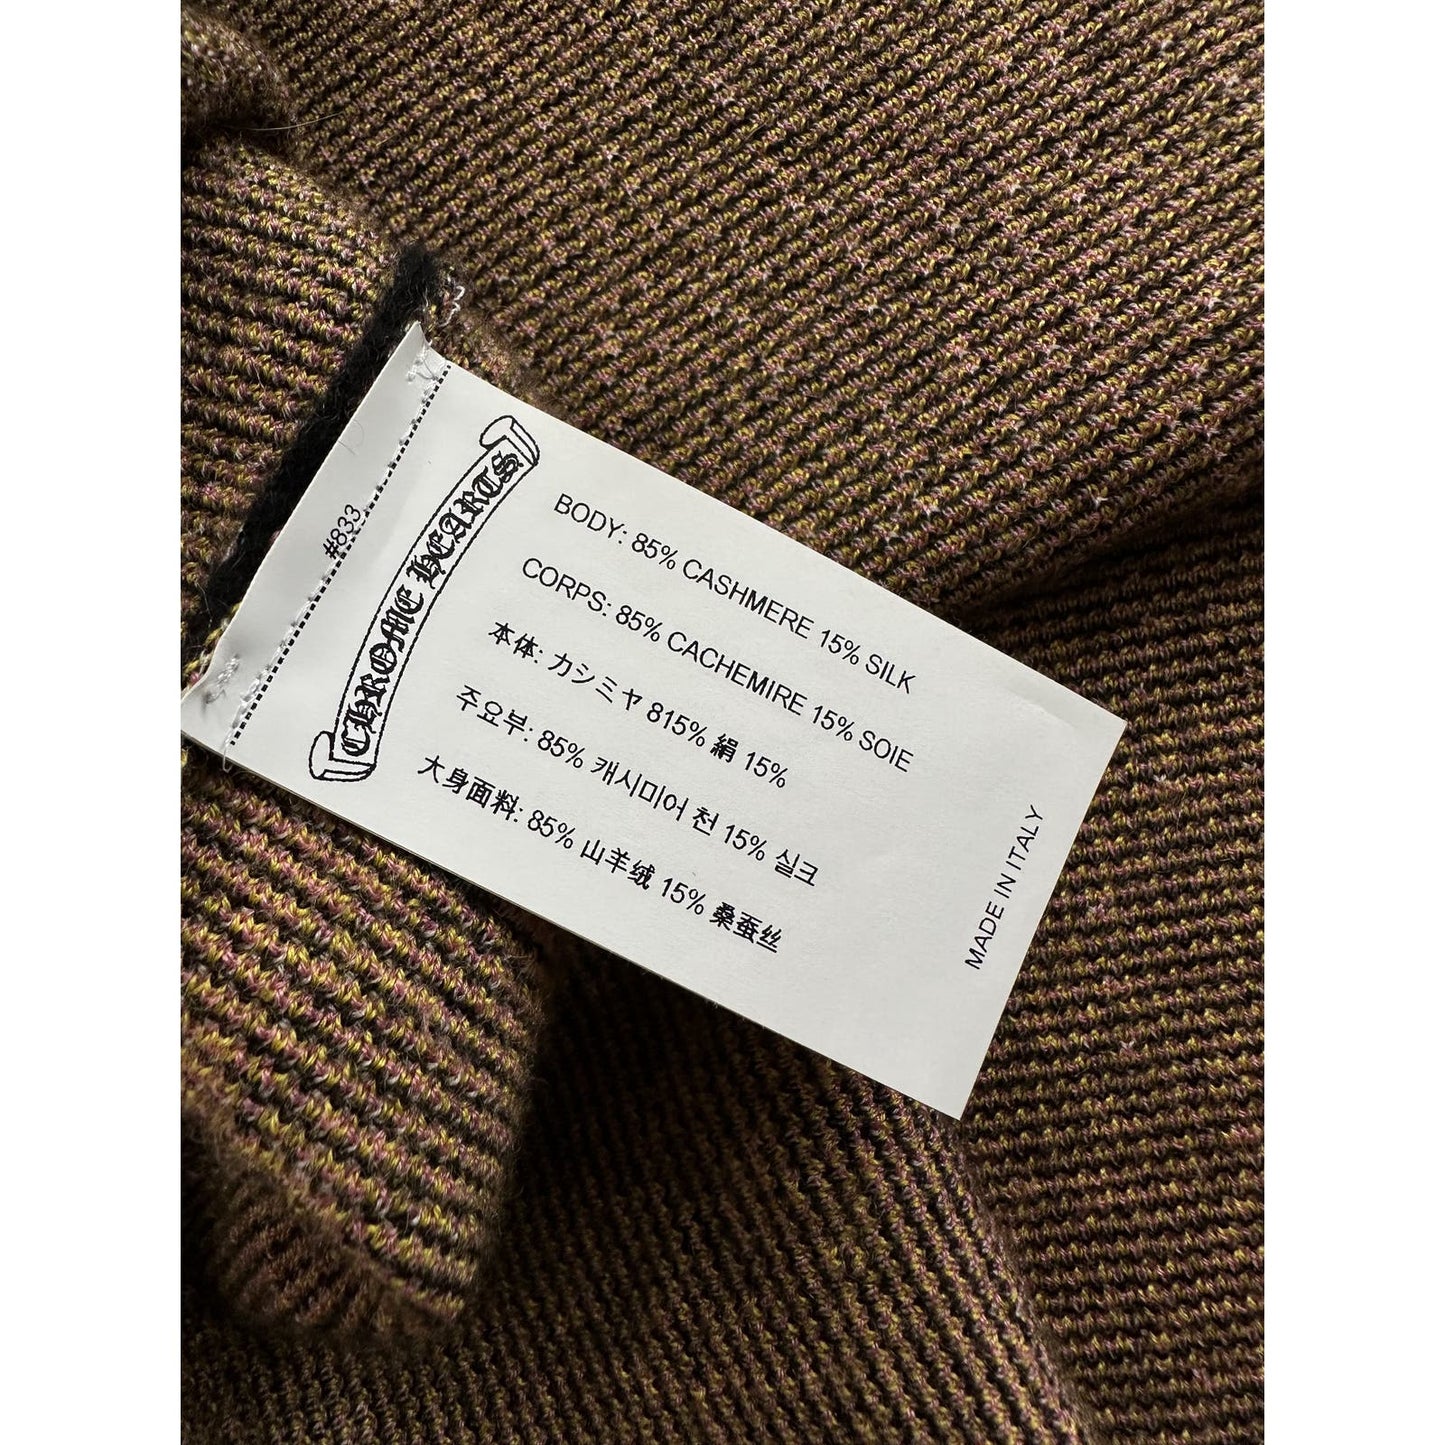 #833
CHROME HEARTS
BODY: 85% CASHMERE 15% SILK
CORPS: 85% CACHEMIRE 15% SOIE
本体: カシミヤ 815% 絹 15%
주요부: 85% 캐시미어 천 15% 실크
大身面料: 85% 山羊绒 15% 桑蚕丝
MADE IN ITALY